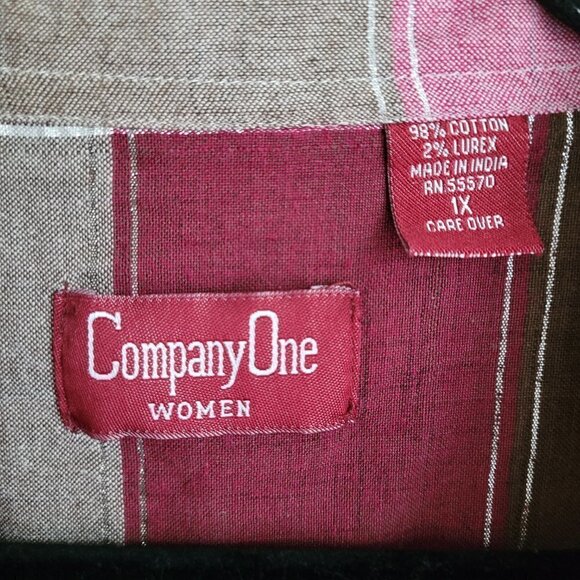 98% COTTON
2% LUREX
MADE IN INDIA
RN 55570
1X
CARE OVER
CompanyOne
WOMEN